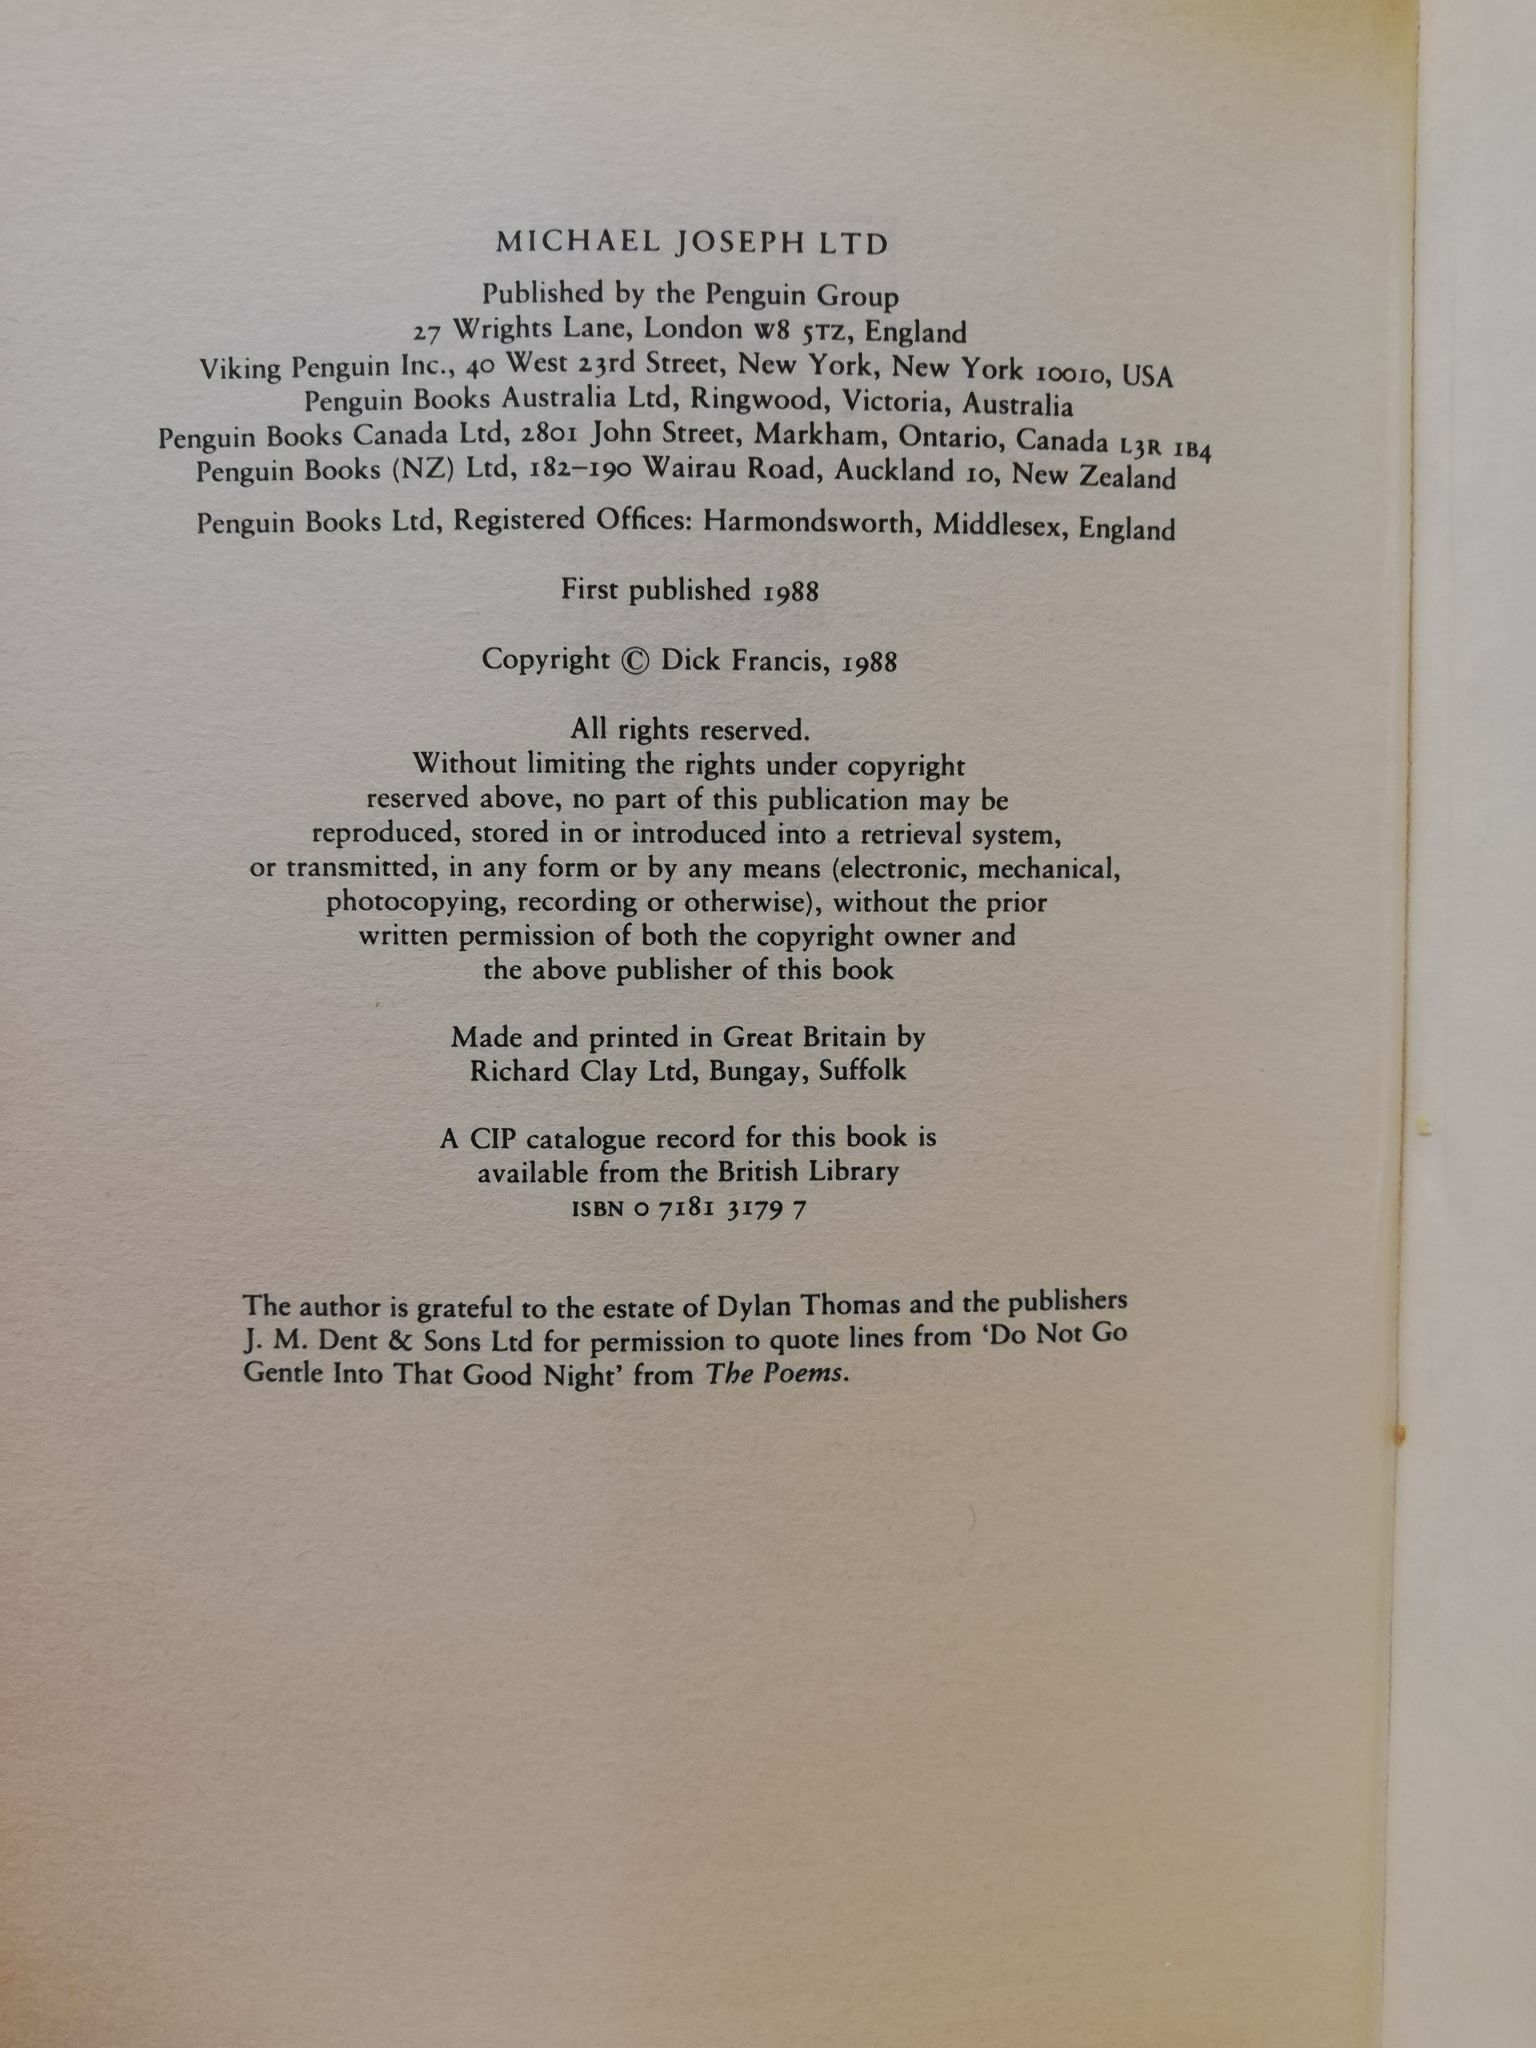 MICHAEL JOSEPH LTD
Published by the Penguin Group
27 Wrights Lane, London W8 5TZ, England
Viking Penguin Inc., 40 West 23rd Street, New York, New York 10010, USA
Penguin Books Australia Ltd, Ringwood, Victoria, Australia
Penguin Books Canada Ltd, 2801 John Street, Markham, Ontario, Canada L3R 1B4
Penguin Books (NZ) Ltd, 182–190 Wairau Road, Auckland 10, New Zealand
Penguin Books Ltd, Registered Offices: Harmondsworth, Middlesex, England
First published 1988
Copyright © Dick Francis, 1988
All rights reserved.
Without limiting the rights under copyright
reserved above, no part of this publication may be
reproduced, stored in or introduced into a retrieval system,
or transmitted, in any form or by any means (electronic, mechanical,
photocopying, recording or otherwise), without the prior
written permission of both the copyright owner and
the above publisher of this book
Made and printed in Great Britain by
Richard Clay Ltd, Bungay, Suffolk
A CIP catalogue record for this book is
available from the British Library
ISBN 0 7181 3179 7
The author is grateful to the estate of Dylan Thomas and the publishers
J. M. Dent & Sons Ltd for permission to quote lines from ‘Do Not Go
Gentle Into That Good Night’ from The Poems.